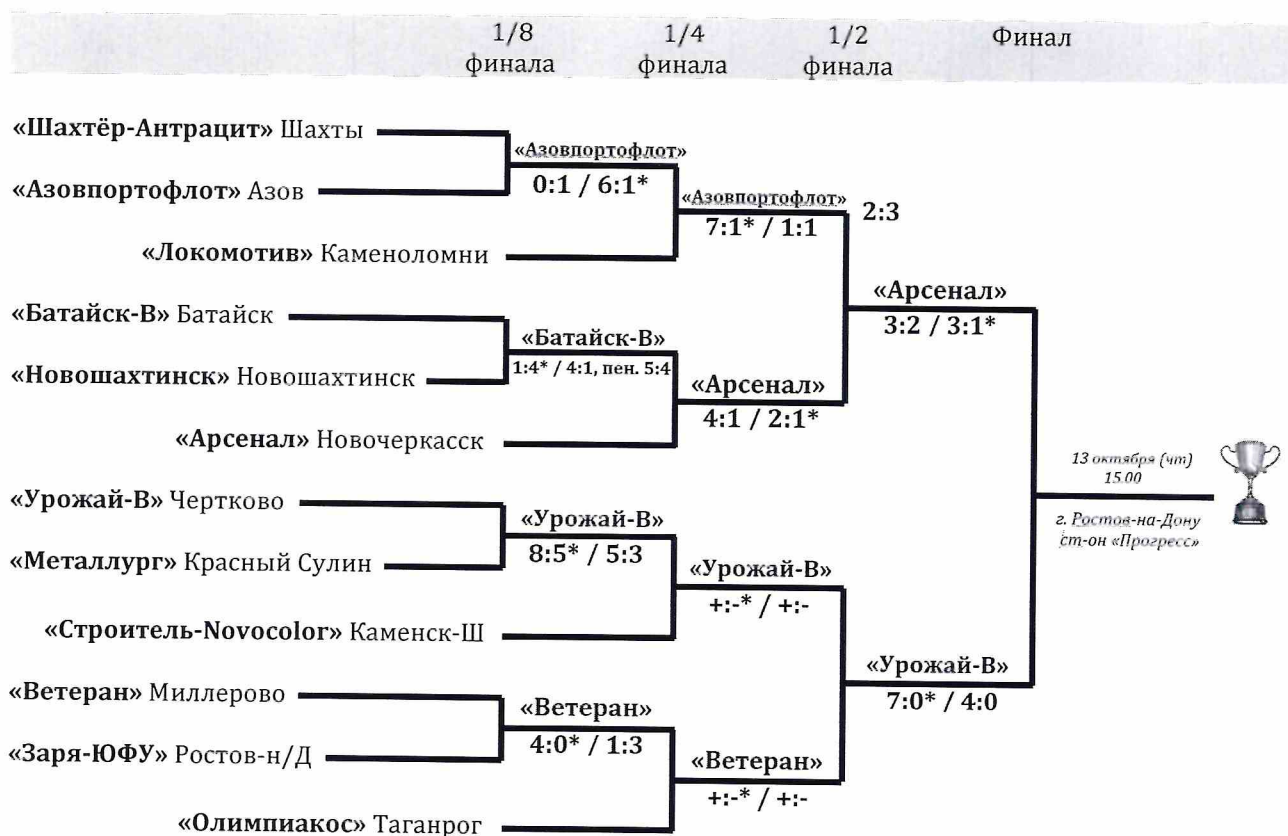 1/8 финала
1/4 финала
1/2 финала
Финал
«Шахтёр-Антрацит» Шахты
«Азовпортофлот»
0:1 / 6:1*
«Азовпортофлот» Азов
«Азовпортофлот»
7:1* / 1:1
2:3
«Локомотив» Каменоломни
«Арсенал»
3:2 / 3:1*
«Батайск-В» Батайск
«Батайск-В»
1:4* / 4:1, пен. 5:4
«Новошахтинск» Новошахтинск
«Арсенал»
4:1 / 2:1*
«Арсенал» Новочеркасск
13 октября (чт)
15.00
г. Ростов-на-Дону
ст-он «Прогресс»
«Урожай-В» Чертково
«Урожай-В»
8:5* / 5:3
«Металлург» Красный Сулин
«Урожай-В»
+:-* / +:-
«Строитель-Novocolor» Каменск-Ш
«Урожай-В»
7:0* / 4:0
«Ветеран» Миллерово
«Ветеран»
4:0* / 1:3
«Заря-ЮФУ» Ростов-н/Д
«Ветеран»
+:-* / +:-
«Олимпиакос» Таганрог